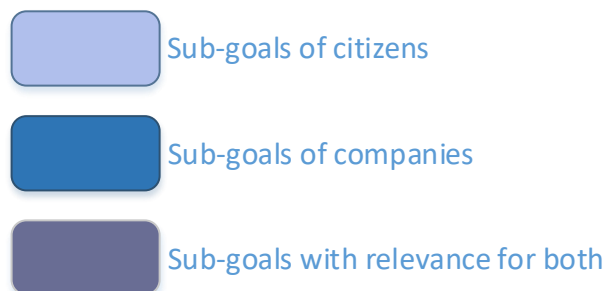 Sub-goals of citizens
Sub-goals of companies
Sub-goals with relevance for both